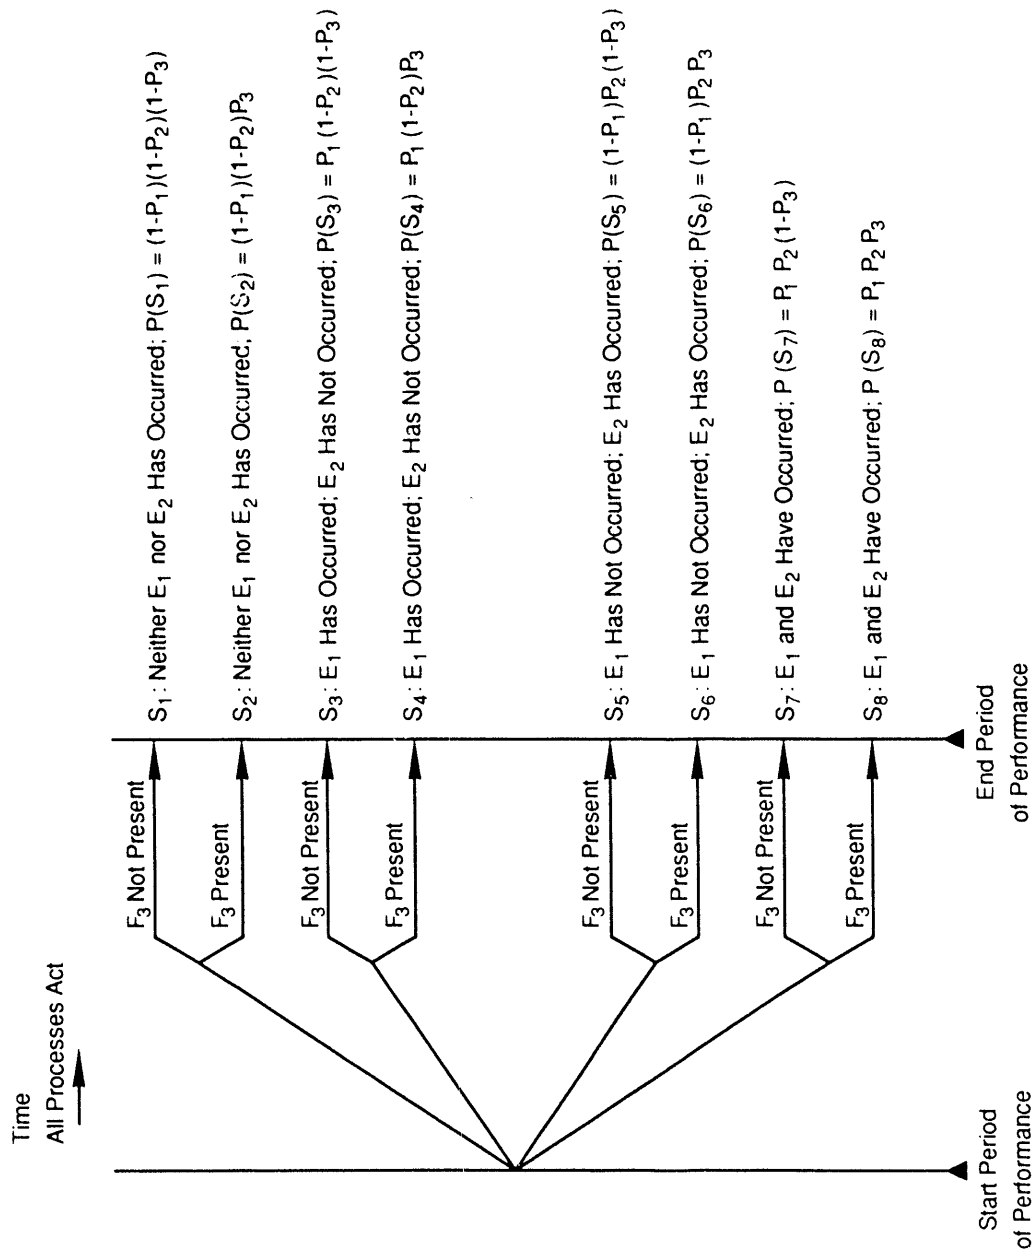 Time
All Processes Act
F3 Not Present
S1: Neither E1 nor E2 Has Occurred; P(S1) = (1-P1)(1-P2)(1-P3)
F3 Present
S2: Neither E1 nor E2 Has Occurred; P(S2) = (1-P1)(1-P2)P3
F3 Not Present
S3: E1 Has Occurred; E2 Has Not Occurred; P(S3) = P1 (1-P2)(1-P3)
F3 Present
S4: E1 Has Occurred; E2 Has Not Occurred; P(S4) = P1 (1-P2)P3
F3 Not Present
S5: E1 Has Not Occurred; E2 Has Occurred; P(S5) = (1-P1)P2 (1-P3)
F3 Present
S6: E1 Has Not Occurred; E2 Has Occurred; P(S6) = (1-P1)P2 P3
F3 Not Present
S7: E1 and E2 Have Occurred; P (S7) = P1 P2 (1-P3)
F3 Present
S8: E1 and E2 Have Occurred; P (S8) = P1 P2 P3
Start Period
of Performance
End Period
of Performance